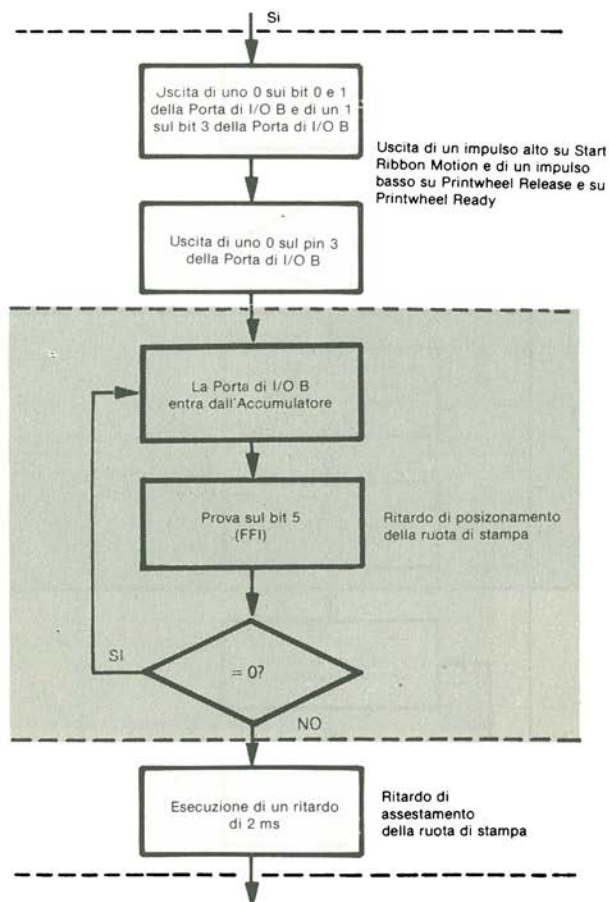 Si
Uscita di uno 0 sui bit 0 e 1
della Porta di I/O B e di un 1
sul bit 3 della Porta di I/O B
Uscita di un impulso alto su Start
Ribbon Motion e di un impulso
basso su Printwheel Release e su
Printwheel Ready
Uscita di uno 0 sul pin 3
della Porta di I/O B
La Porta di I/O B
entra dall'Accumulatore
Prova sul bit 5
(FFI)
Ritardo di posizonamento
della ruota di stampa
SI
= 0?
NO
Esecuzione di un ritardo
di 2 ms
Ritardo di
assestamento
della ruota di stampa